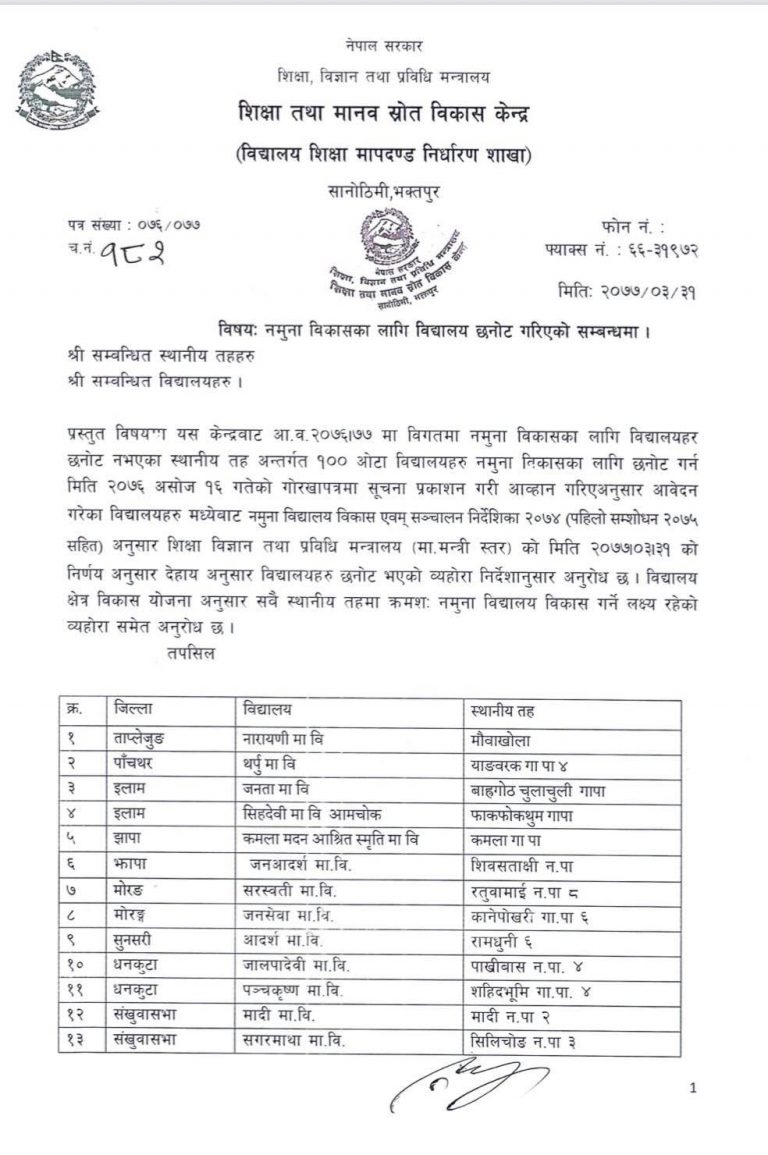 नेपाल सरकार
शिक्षा, विज्ञान तथा प्रविधि मन्त्रालय
शिक्षा तथा मानव स्रोत विकास केन्द्र
(विद्यालय शिक्षा मापदण्ड निर्धारण शाखा)
सानोठिमी,भक्तपुर
पत्र संख्या : ०७६/०७७
फोन नं. :
च.नं. १८२
फ्याक्स नं. : ६६-३१९७२
नेपाल सरकार
शिक्षा, विज्ञान तथा प्रविधि मन्त्रालय
शिक्षा तथा मानव स्रोत विकास केन्द्र
सानोठिमी, भक्तपुर
मिति: २०७७/०३/३१
विषय: नमुना विकासका लागि विद्यालय छनोट गरिएको सम्बन्धमा ।
श्री सम्बन्धित स्थानीय तहहरु
श्री सम्बन्धित विद्यालयहरु ।
प्रस्तुत यस केन्द्रवाट आ.व.२०७६।७७ मा विगतमा नमुना विकासका लागि विद्यालयहर
छनोट नभएका स्थानीय तह अन्तर्गत १०० ओटा विद्यालयहरु नमुना विकासका लागि छनोट गर्न
मिति २०७६ असोज १६ गतेको गोरखापत्रमा सूचना प्रकाशन गरी आव्हान गरिएअनुसार आवेदन
गरेका विद्यालयहरु मध्येवाट नमुना विद्यालय विकास एवम् सञ्चालन निर्देशिका २०७४ (पहिलो सम्शोधन २०७५
सहित) अनुसार शिक्षा विज्ञान तथा प्रविधि मन्त्रालय (मा.मन्त्री स्तर) को मिति २०७७।०३।३१ को
निर्णय अनुसार देहाय अनुसार विद्यालयहरु छनोट भएको व्यहोरा निर्देशानुसार अनुरोध छ । विद्यालय
क्षेत्र विकास योजना अनुसार सवै स्थानीय तहमा क्रमश: नमुना विद्यालय विकास गर्ने लक्ष्य रहेको
व्यहोरा समेत अनुरोध छ ।
तपसिल
क्र. जिल्ला विद्यालय स्थानीय तह
१ ताप्लेजुङ नारायणी मा वि मौवाखोला
२ पाँचथर थर्पु मा वि याङवरक गा पा ४
३ इलाम जनता मा वि बाह्रगोठ चुलाचुली गापा
४ इलाम सिहदेवी मा वि आमचोक फाकफोकथुम गापा
५ झापा कमला मदन आश्रित स्मृति मा वि कमला गा पा
६ झापा जनआदर्श मा.वि. शिवसताक्षी न.पा
७ मोरङ सरस्वती मा.वि. रतुवामाई न.पा ८
८ मोरङ्ग जनसेवा मा.वि. कानेपोखरी गा.पा ६
९ सुनसरी आदर्श मा.वि. रामधुनी ६
१० धनकुटा जालपादेवी मा.वि. पाखीवास न.पा. ४
११ धनकुटा पञ्चकृष्ण मा.वि. शहिदभूमि गा.पा. ४
१२ संखुवासभा मादी मा.वि. मादी न.पा २
१३ संखुवासभा सगरमाथा मा.वि. सिलिचोङ न.पा ३
1